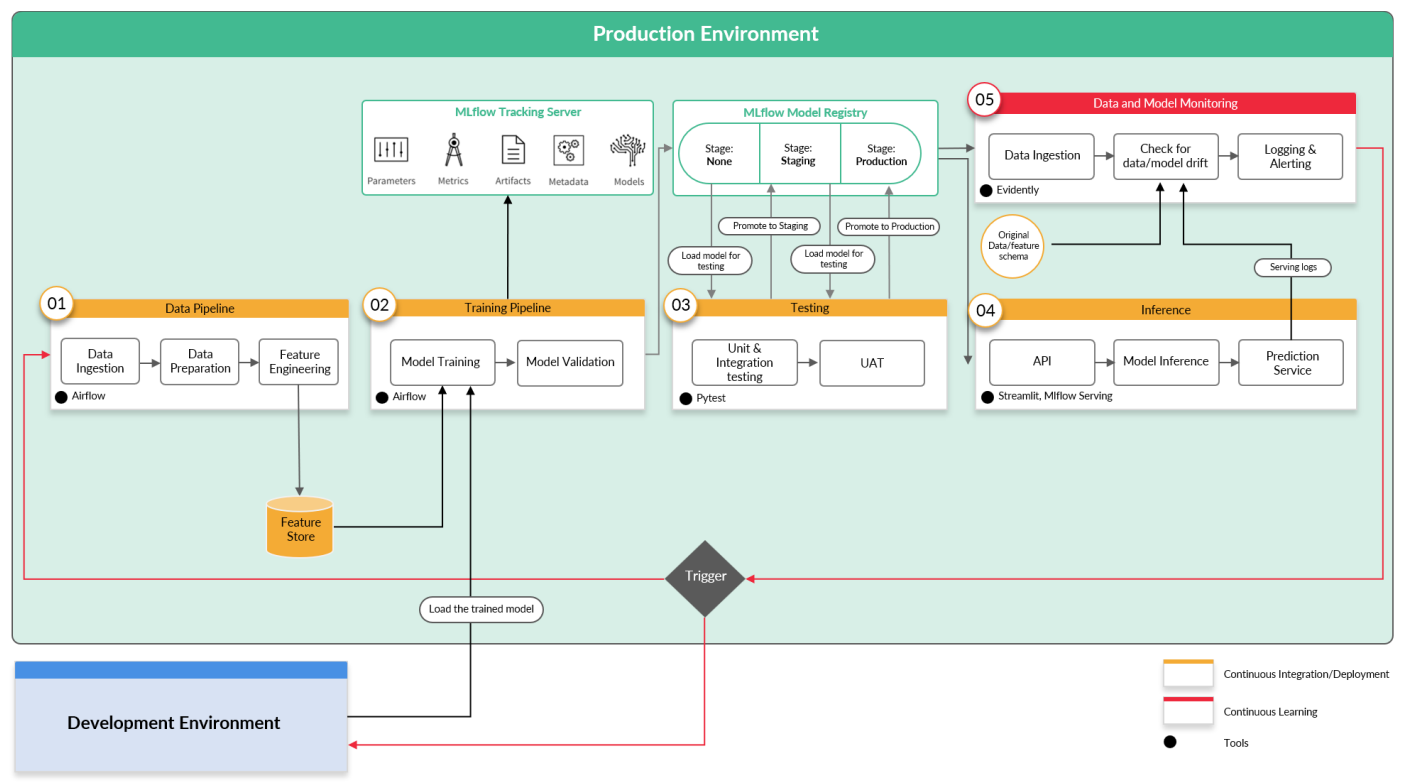 Production Environment
MLflow Tracking Server
Parameters
Metrics
Artifacts
Metadata
Models
MLflow Model Registry
Stage:
None
Stage:
Staging
Stage:
Production
05
Data and Model Monitoring
Data Ingestion
Check for
data/model drift
Logging &
Alerting
Evidently
Promote to Staging
Promote to Production
Load model for
testing
Load model for
testing
Original
Data/feature
schema
Serving logs
01
Data Pipeline
Data
Ingestion
Data
Preparation
Feature
Engineering
Airflow
02
Training Pipeline
Model Training
Model Validation
Airflow
03
Testing
Unit &
Integration
testing
UAT
Pytest
04
Inference
API
Model Inference
Prediction
Service
Streamlit, Mlflow Serving
Feature
Store
Trigger
Load the trained model
Development Environment
Continuous Integration/Deployment
Continuous Learning
Tools